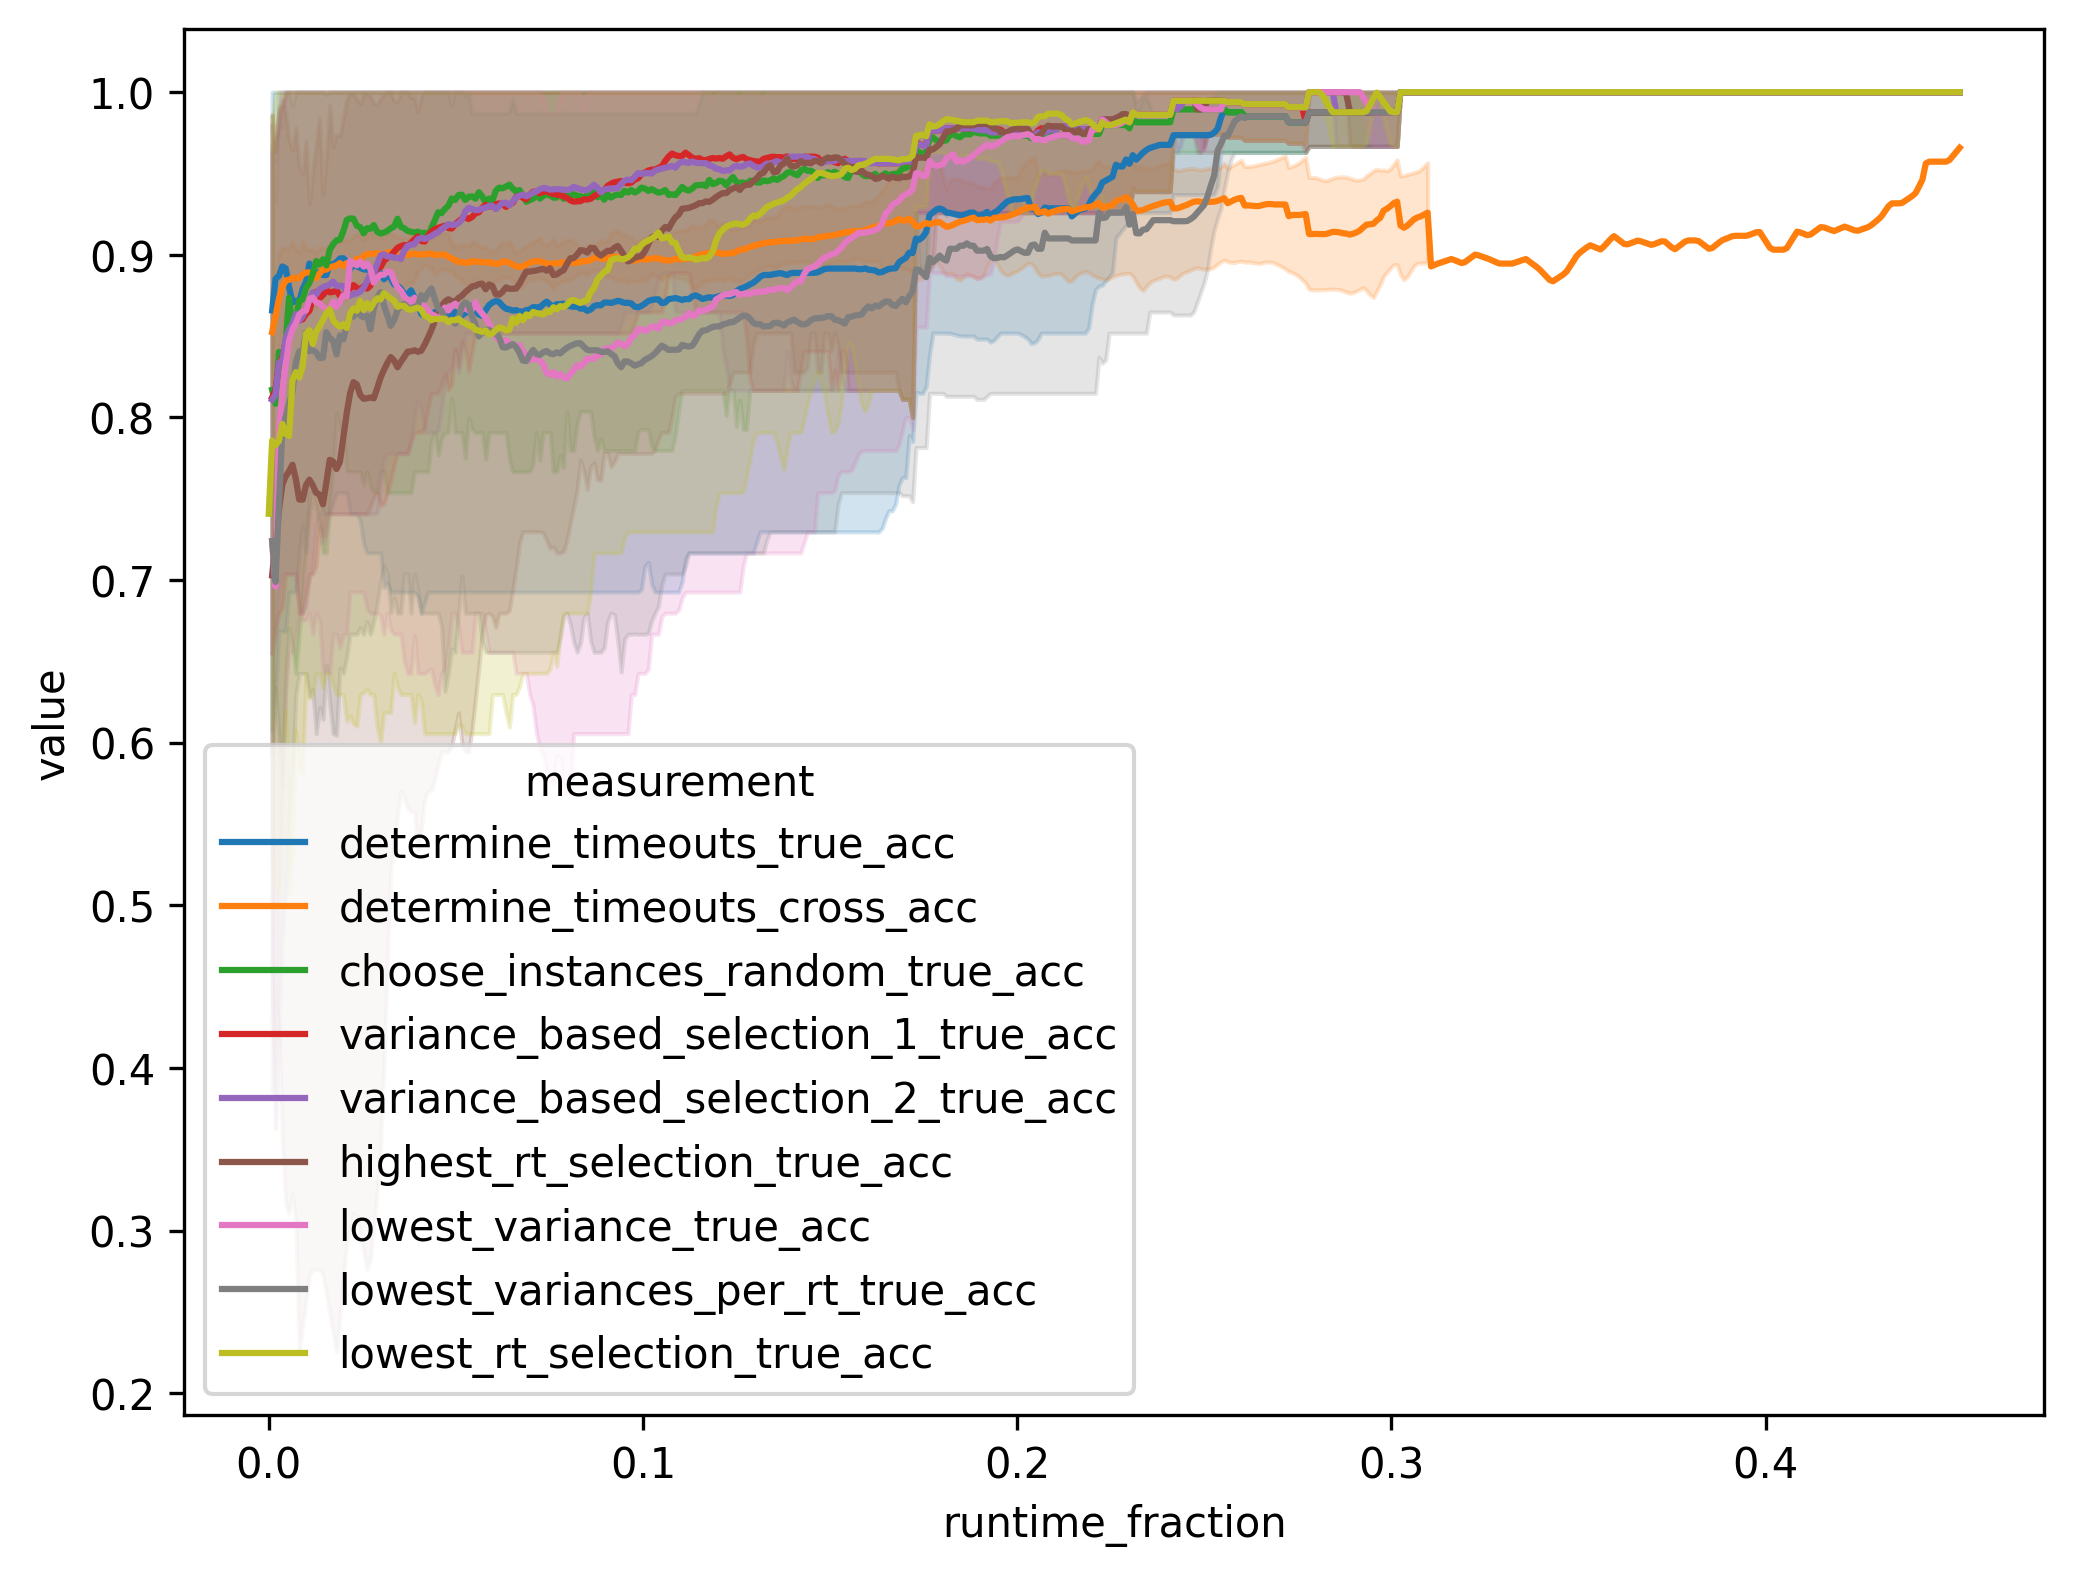 1.0
0.9
0.8
0.7
0.6
0.5
0.4
0.3
0.2
value
measurement
determine_timeouts_true_acc
determine_timeouts_cross_acc
choose_instances_random_true_acc
variance_based_selection_1_true_acc
variance_based_selection_2_true_acc
highest_rt_selection_true_acc
lowest_variance_true_acc
lowest_variances_per_rt_true_acc
lowest_rt_selection_true_acc
0.0 0.1 0.2 0.3 0.4
runtime_fraction